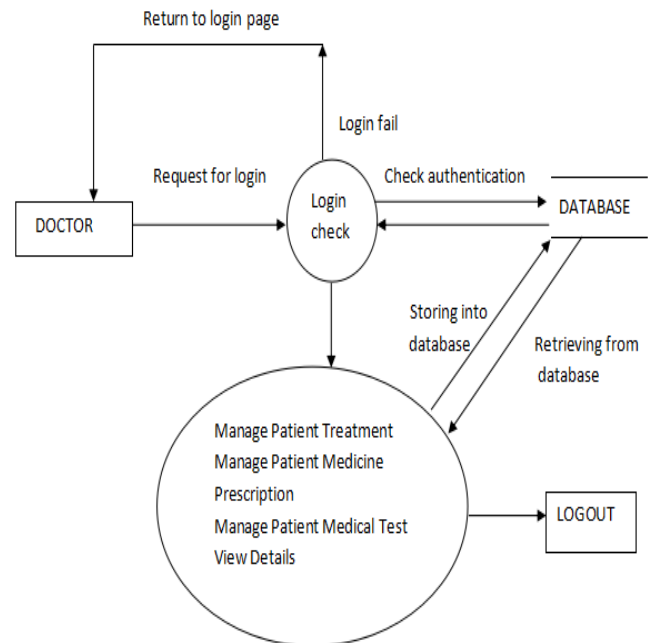 Return to login page
Login fail
Request for login
Check authentication
Login
check
DOCTOR
DATABASE
Storing into
database
Retrieving from
database
Manage Patient Treatment
Manage Patient Medicine
Prescription
Manage Patient Medical Test
View Details
LOGOUT